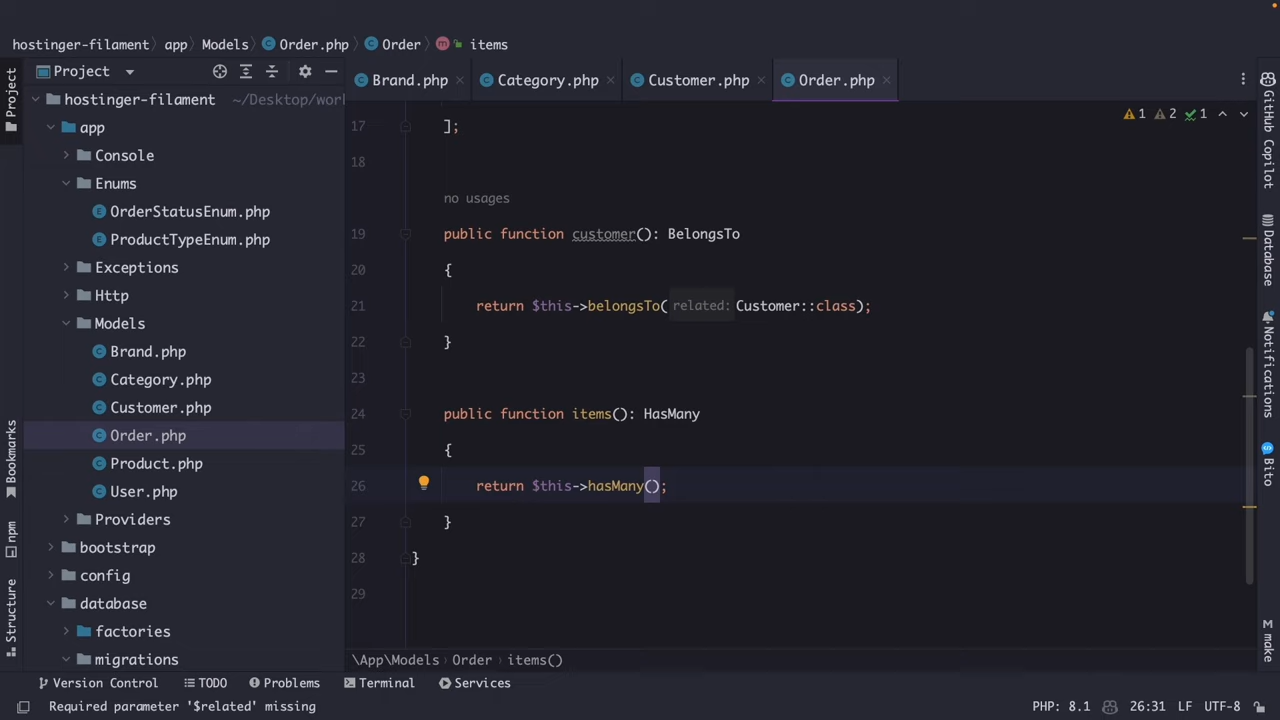 hostinger-filament app Models Order.php Order m items
Project
Brand.php Category.php Customer.php Order.php
Project
hostinger-filament ~/Desktop/wor
app
Console
Enums
OrderStatusEnum.php
ProductTypeEnum.php
Exceptions
Http
Models
Brand.php
Category.php
Customer.php
Order.php
Product.php
User.php
Providers
bootstrap
config
database
factories
migrations
Bookmarks
npm
Structure
1 2 1
17 ];
18
no usages
19 public function customer(): BelongsTo
20 {
21 return $this->belongsTo( related: Customer::class);
22 }
23
24 public function items(): HasMany
25 {
26 return $this->hasMany();
27 }
28 }
29
GitHub Copilot
Database
Notifications
Bito
M
make
\App\Models Order items()
Version Control TODO Problems Terminal Services
Required parameter '$related' missing PHP: 8.1 26:31 LF UTF-8